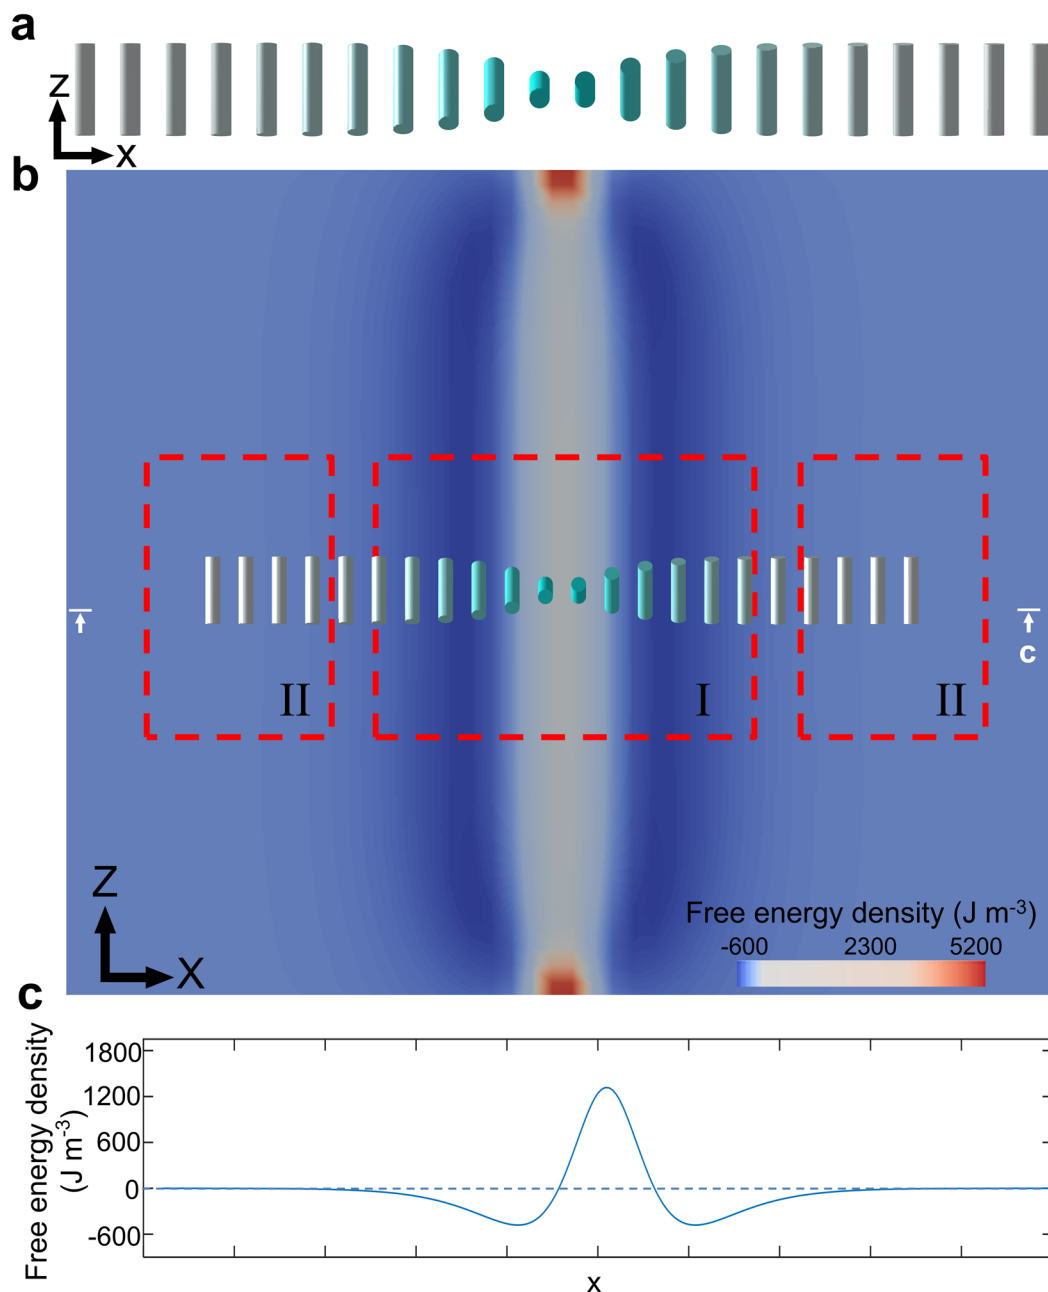 a
z
x
b
II
I
II
c
Z
X
Free energy density (J m-3)
-600 2300 5200
c
Free energy density
(J m-3)
1800
1200
600
0
-600
x